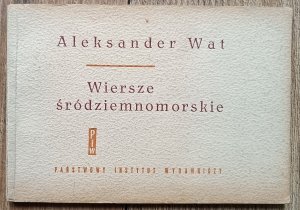 Aleksander Wat
Wiersze
śródziemnomorskie
PIW
PAŃSTWOWY INSTYTUT WYDAWNICZY